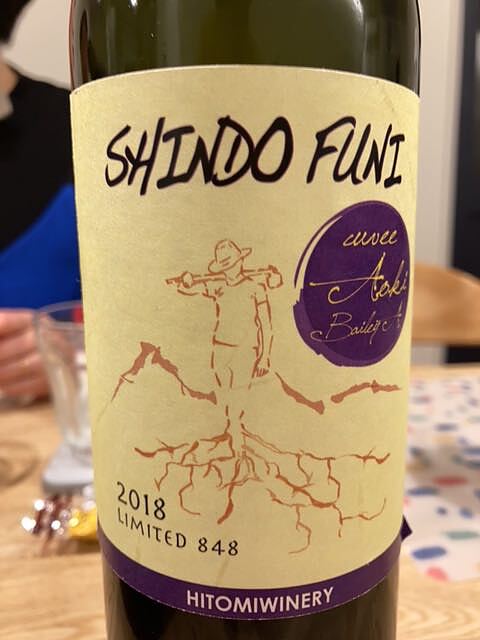 SHINDO FUNI
cuvee
Aoki
Bailey A
2018
LIMITED 848
HITOMIWINERY